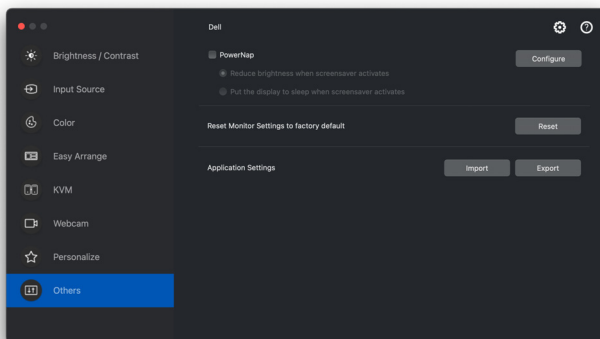 Dell
Brightness / Contrast
Input Source
Color
Easy Arrange
KVM
Webcam
Personalize
Others
PowerNap
Configure
Reduce brightness when screensaver activates
Put the display to sleep when screensaver activates
Reset Monitor Settings to factory default
Reset
Application Settings
Import
Export